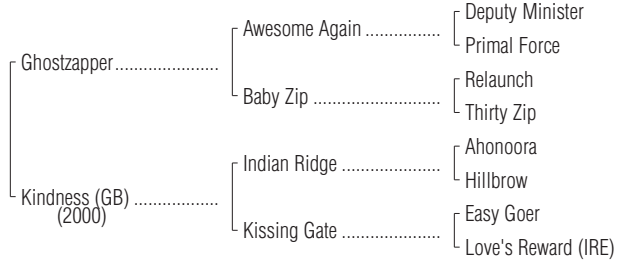 Deputy Minister
Awesome Again ..................
Primal Force
Ghostzapper.........................
Relaunch
Baby Zip ..............................
Thirty Zip
Ahonoora
Indian Ridge .......................
Hillbrow
Kindness (GB) ....................
(2000)
Easy Goer
Kissing Gate .......................
Love's Reward (IRE)